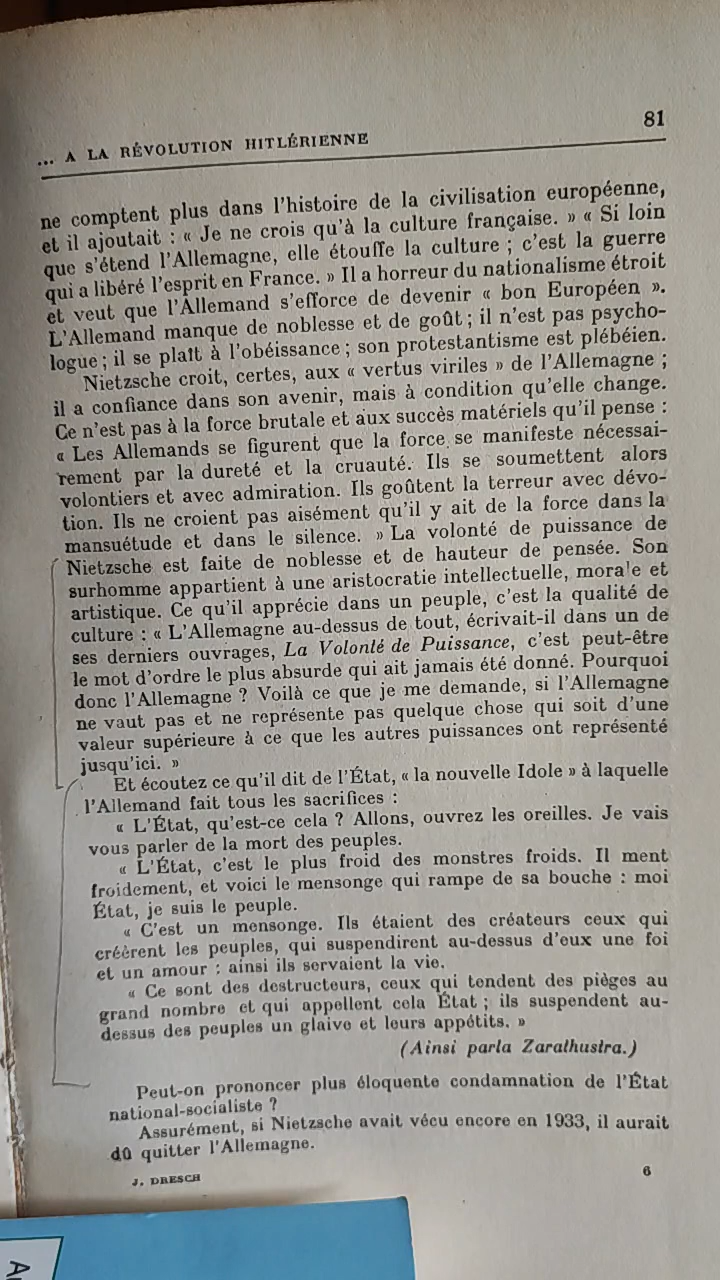 ... A LA RÉVOLUTION HITLÉRIENNE 81
ne comptent plus dans l'histoire de la civilisation européenne,
et il ajoutait : « Je ne crois qu'à la culture française. » « Si loin
que s'étend l'Allemagne, elle étouffe la culture ; c'est la guerre
qui a libéré l'esprit en France. » Il a horreur du nationalisme étroit
et veut que l'Allemand s'efforce de devenir « bon Européen ».
L'Allemand manque de noblesse et de goût ; il n'est pas psycho-
logue ; il se plaît à l'obéissance ; son protestantisme est plébéien.
Nietzsche croit, certes, aux « vertus viriles » de l'Allemagne ;
il a confiance dans son avenir, mais à condition qu'elle change.
Ce n'est pas à la force brutale et aux succès matériels qu'il pense :
« Les Allemands se figurent que la force se manifeste nécessai-
rement par la dureté et la cruauté. Ils se soumettent alors
volontiers et avec admiration. Ils goûtent la terreur avec dévo-
tion. Ils ne croient pas aisément qu'il y ait de la force dans la
mansuétude et dans le silence. » La volonté de puissance de
Nietzsche est faite de noblesse et de hauteur de pensée. Son
surhomme appartient à une aristocratie intellectuelle, morale et
artistique. Ce qu'il apprécie dans un peuple, c'est la qualité de
culture : « L'Allemagne au-dessus de tout, écrivait-il dans un de
ses derniers ouvrages, La Volonté de Puissance, c'est peut-être
le mot d'ordre le plus absurde qui ait jamais été donné. Pourquoi
donc l'Allemagne ? Voilà ce que je me demande, si l'Allemagne
ne vaut pas et ne représente pas quelque chose qui soit d'une
valeur supérieure à ce que les autres puissances ont représenté
jusqu'ici. »
Et écoutez ce qu'il dit de l'État, « la nouvelle Idole » à laquelle
l'Allemand fait tous les sacrifices :
« L'État, qu'est-ce cela ? Allons, ouvrez les oreilles. Je vais
vous parler de la mort des peuples.
« L'État, c'est le plus froid des monstres froids. Il ment
froidement, et voici le mensonge qui rampe de sa bouche : moi
État, je suis le peuple.
« C'est un mensonge. Ils étaient des créateurs ceux qui
créèrent les peuples, qui suspendirent au-dessus d'eux une foi
et un amour : ainsi ils servaient la vie.
« Ce sont des destructeurs, ceux qui tendent des pièges au
grand nombre et qui appellent cela État ; ils suspendent au-
dessus des peuples un glaive et leurs appétits. »
(Ainsi parla Zarathustra.)
Peut-on prononcer plus éloquente condamnation de l'État
national-socialiste ?
Assurément, si Nietzsche avait vécu encore en 1933, il aurait
dû quitter l'Allemagne.
J. DRESCH 6